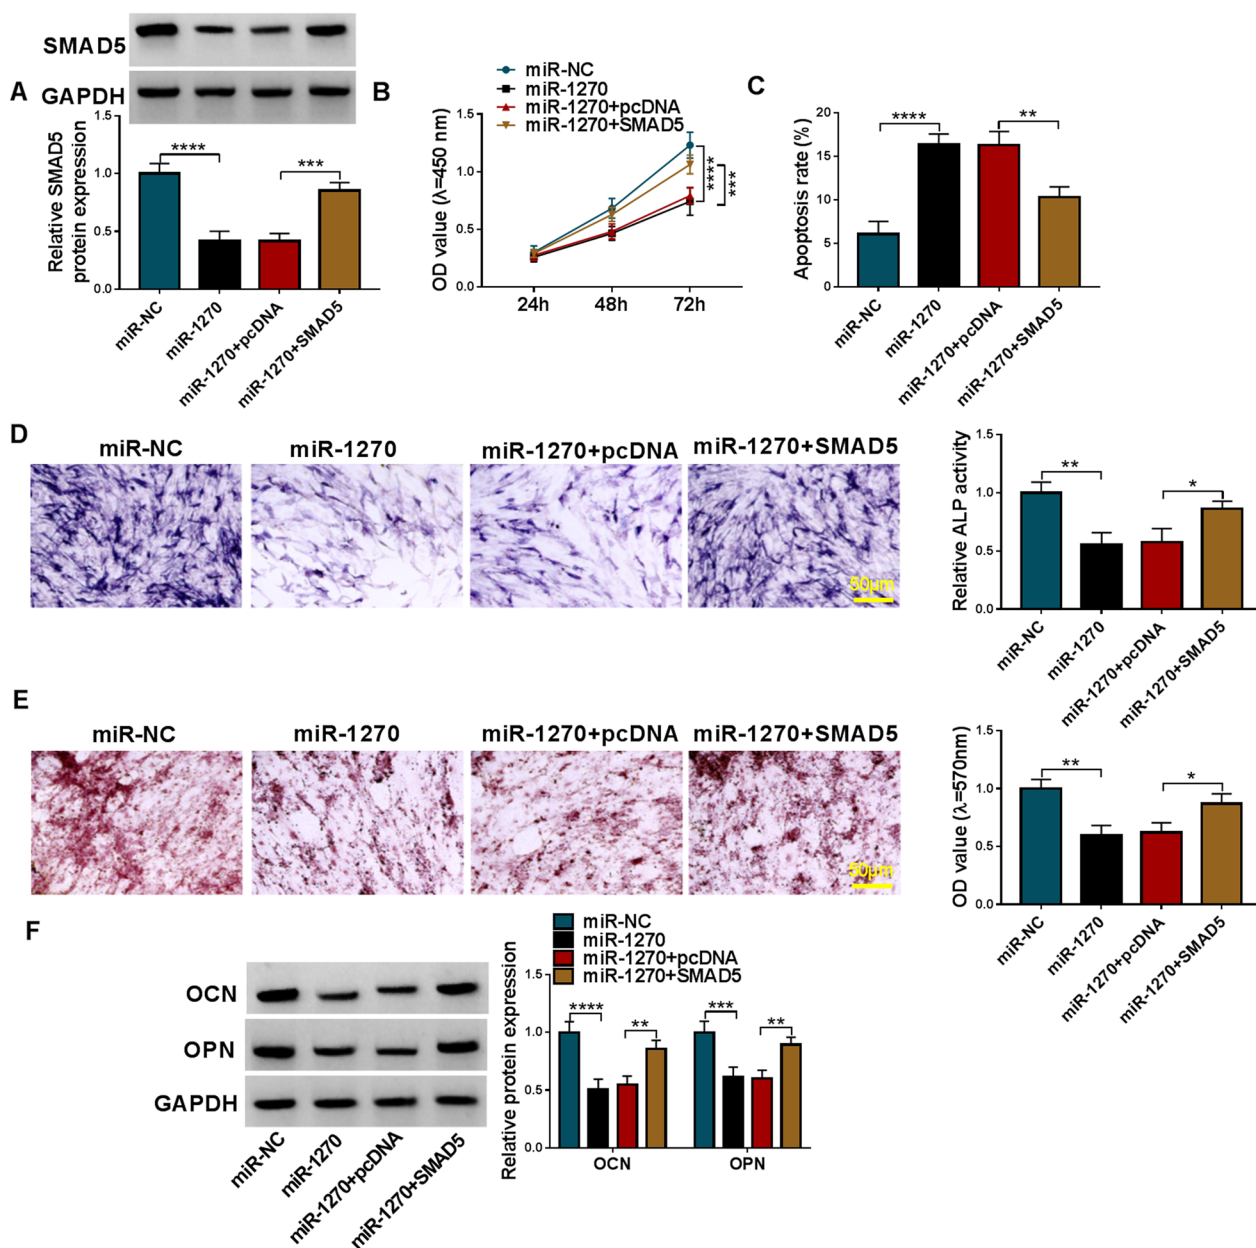 A
SMAD5
GAPDH
Relative SMAD5
protein expression
1.5
1.0
0.5
0.0
****
***
miR-NC
miR-1270
miR-1270+pcDNA
miR-1270+SMAD5
B
miR-NC
miR-1270
miR-1270+pcDNA
miR-1270+SMAD5
OD value (λ=450 nm)
1.5
1.0
0.5
0.0
24h
48h
72h
****
***
C
Apoptosis rate (%)
20
15
10
5
0
****
**
miR-NC
miR-1270
miR-1270+pcDNA
miR-1270+SMAD5
D
miR-NC
miR-1270
miR-1270+pcDNA
miR-1270+SMAD5
50μm
Relative ALP activity
1.5
1.0
0.5
0.0
**
*
miR-NC
miR-1270
miR-1270+pcDNA
miR-1270+SMAD5
E
miR-NC
miR-1270
miR-1270+pcDNA
miR-1270+SMAD5
50μm
OD value (λ=570nm)
1.5
1.0
0.5
0.0
**
*
miR-NC
miR-1270
miR-1270+pcDNA
miR-1270+SMAD5
F
OCN
OPN
GAPDH
miR-NC
miR-1270
miR-1270+pcDNA
miR-1270+SMAD5
miR-NC
miR-1270
miR-1270+pcDNA
miR-1270+SMAD5
Relative protein expression
1.5
1.0
0.5
0.0
****
**
***
**
OCN
OPN